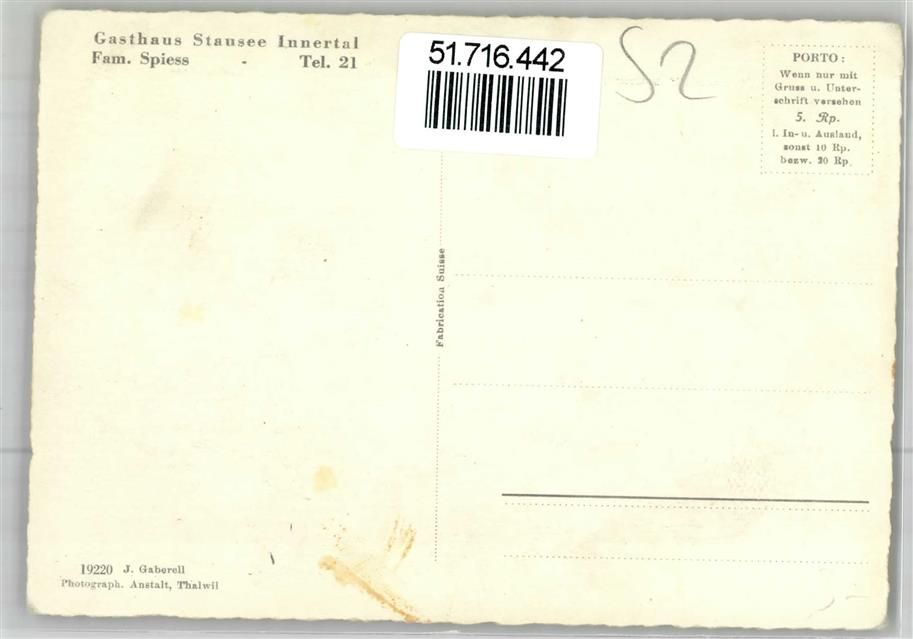 Gasthaus Stausee Innertal
Fam. Spiess - Tel. 21
51.716.442
52
PORTO:
Wenn nur mit
Gruss u. Unter-
schrift versehen
5. Rp.
i. In- u. Ausland,
sonst 10 Rp.
bezw. 20 Rp.
Fabrication Suisse
19220 J. Gaberell
Photograph. Anstalt, Thalwil